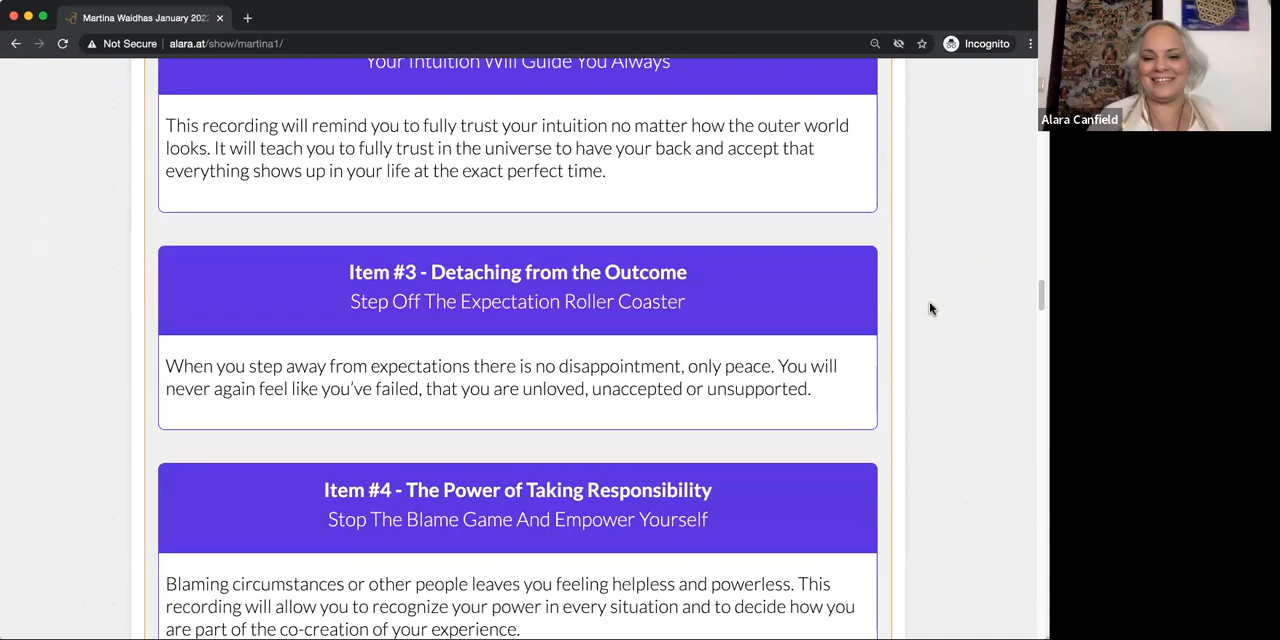 Martina Waidhas January 202
Not Secure
alara.at/show/martina1/
Incognito
Alara Canfield
Your Intuition Will Guide You Always
This recording will remind you to fully trust your intuition no matter how the outer world
looks. It will teach you to fully trust in the universe to have your back and accept that
everything shows up in your life at the exact perfect time.
Item #3 - Detaching from the Outcome
Step Off The Expectation Roller Coaster
When you step away from expectations there is no disappointment, only peace. You will
never again feel like you've failed, that you are unloved, unaccepted or unsupported.
Item #4 - The Power of Taking Responsibility
Stop The Blame Game And Empower Yourself
Blaming circumstances or other people leaves you feeling helpless and powerless. This
recording will allow you to recognize your power in every situation and to decide how you
are part of the co-creation of your experience.